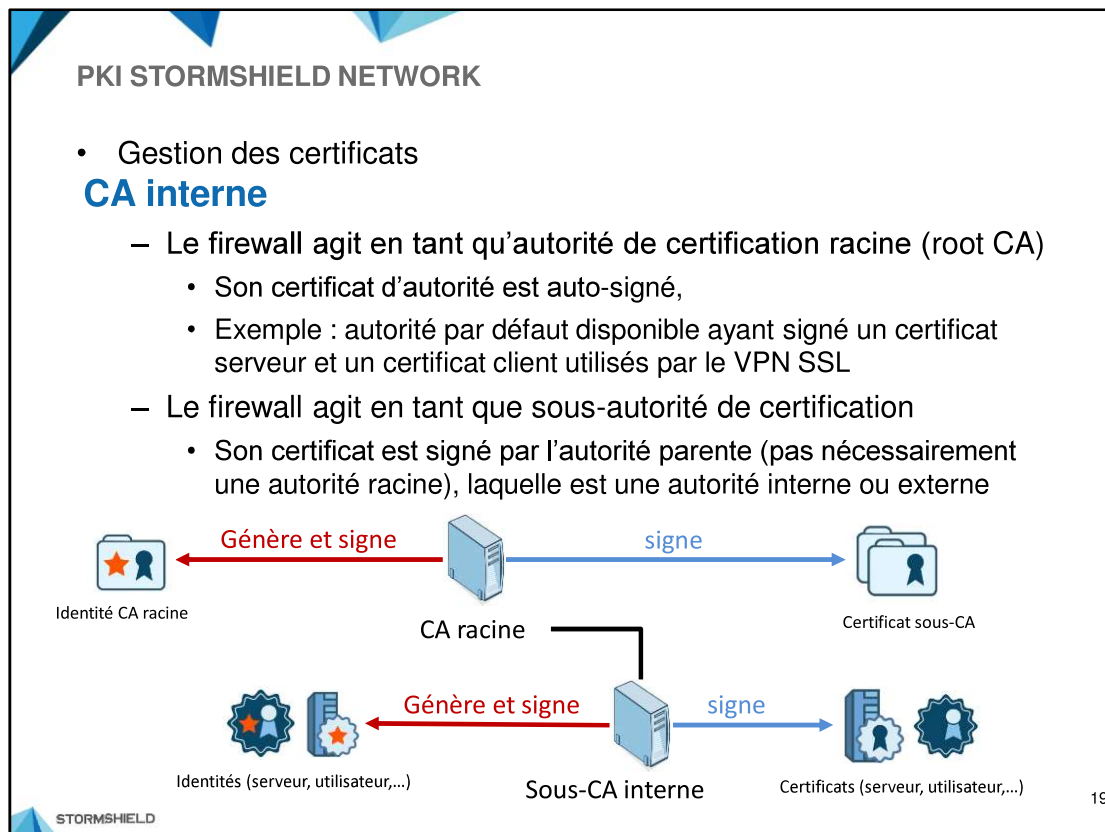 PKI STORMSHIELD NETWORK
• Gestion des certificats
CA interne
– Le firewall agit en tant qu'autorité de certification racine (root CA)
• Son certificat d'autorité est auto-signé,
• Exemple : autorité par défaut disponible ayant signé un certificat
serveur et un certificat client utilisés par le VPN SSL
– Le firewall agit en tant que sous-autorité de certification
• Son certificat est signé par l'autorité parente (pas nécessairement
une autorité racine), laquelle est une autorité interne ou externe
Génère et signe
signe
Identité CA racine
CA racine
Certificat sous-CA
Génère et signe
signe
Identités (serveur, utilisateur,...)
Sous-CA interne
Certificats (serveur, utilisateur,...)
19
STORMSHIELD